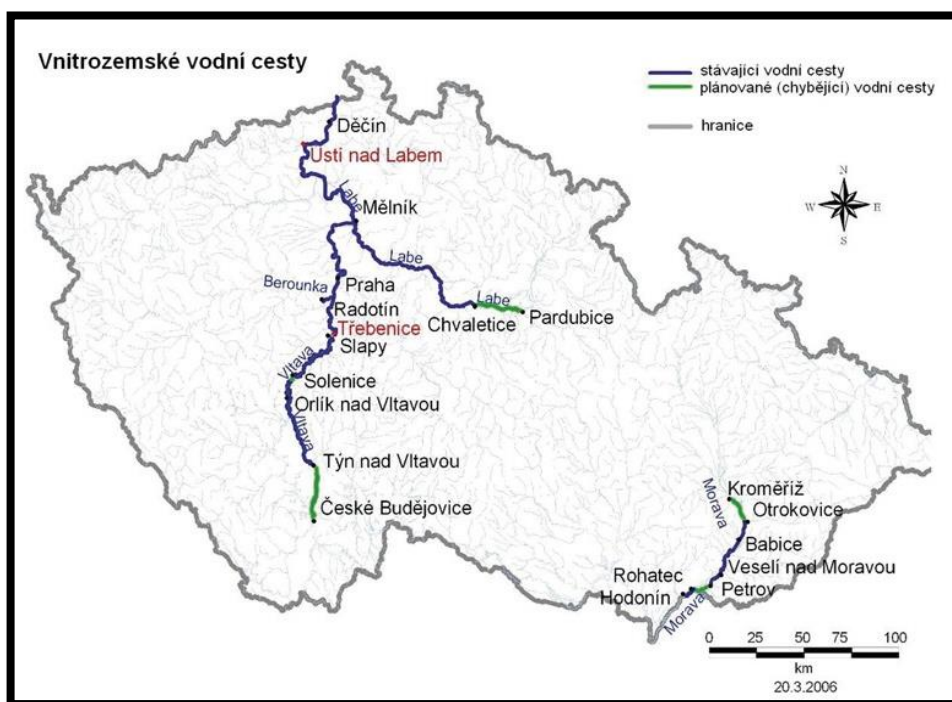 Vnitrozemské vodní cesty
stávající vodní cesty
plánované (chybějící) vodní cesty
hranice
N
W E
S
Děčín
Ústí nad Labem
Labe
Mělník
Labe
Berounka
Praha
Labe
Radotín
Chvaletice
Pardubice
Třebenice
Slapy
Vltava
Solenice
Orlík nad Vltavou
Vltava
Týn nad Vltavou
České Budějovice
Kroměříž
Morava
Otrokovice
Babice
Veselí nad Moravou
Rohatec
Petrov
Hodonín
Morava
0 25 50 75 100
km
20.3.2006